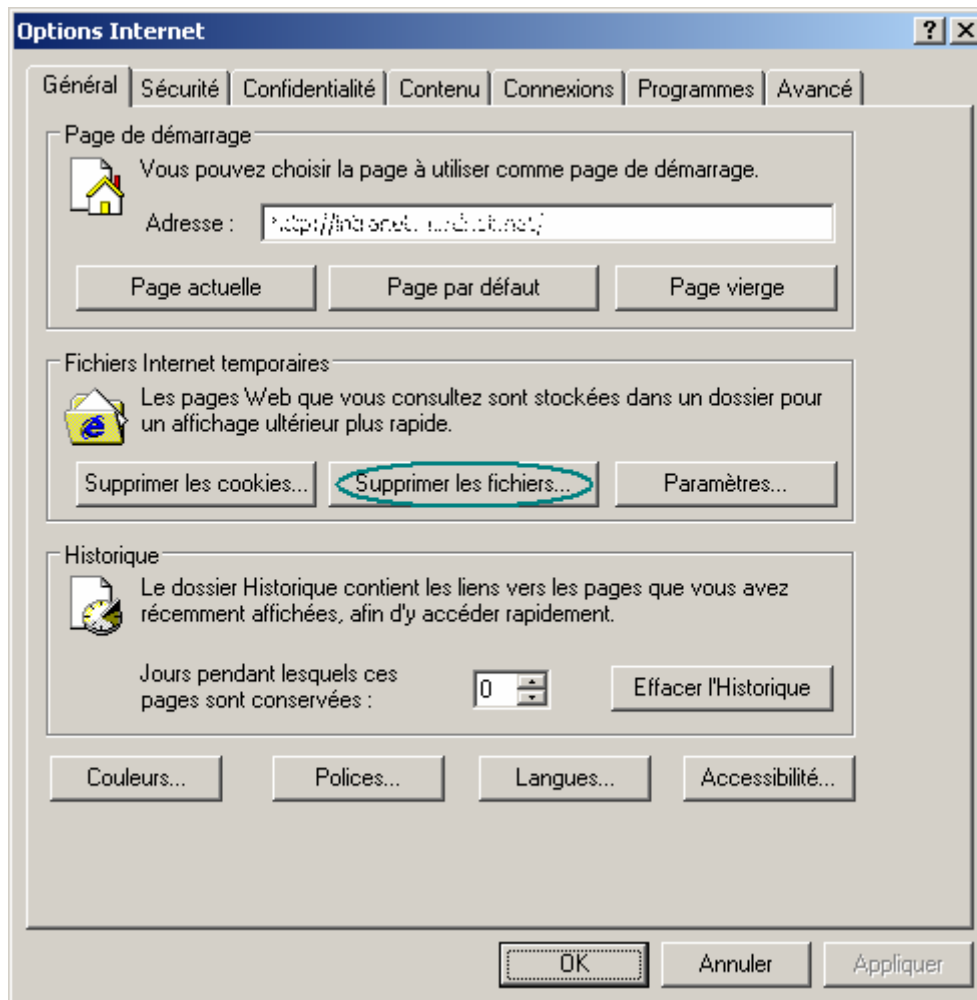 Options Internet
Général Sécurité Confidentialité Contenu Connexions Programmes Avancé
Page de démarrage
Vous pouvez choisir la page à utiliser comme page de démarrage.
Adresse :
Page actuelle Page par défaut Page vierge
Fichiers Internet temporaires
Les pages Web que vous consultez sont stockées dans un dossier pour
un affichage ultérieur plus rapide.
Supprimer les cookies... Supprimer les fichiers... Paramètres...
Historique
Le dossier Historique contient les liens vers les pages que vous avez
récemment affichées, afin d'y accéder rapidement.
Jours pendant lesquels ces
pages sont conservées :
0
Effacer l'Historique
Couleurs... Polices... Langues... Accessibilité...
OK Annuler Appliquer